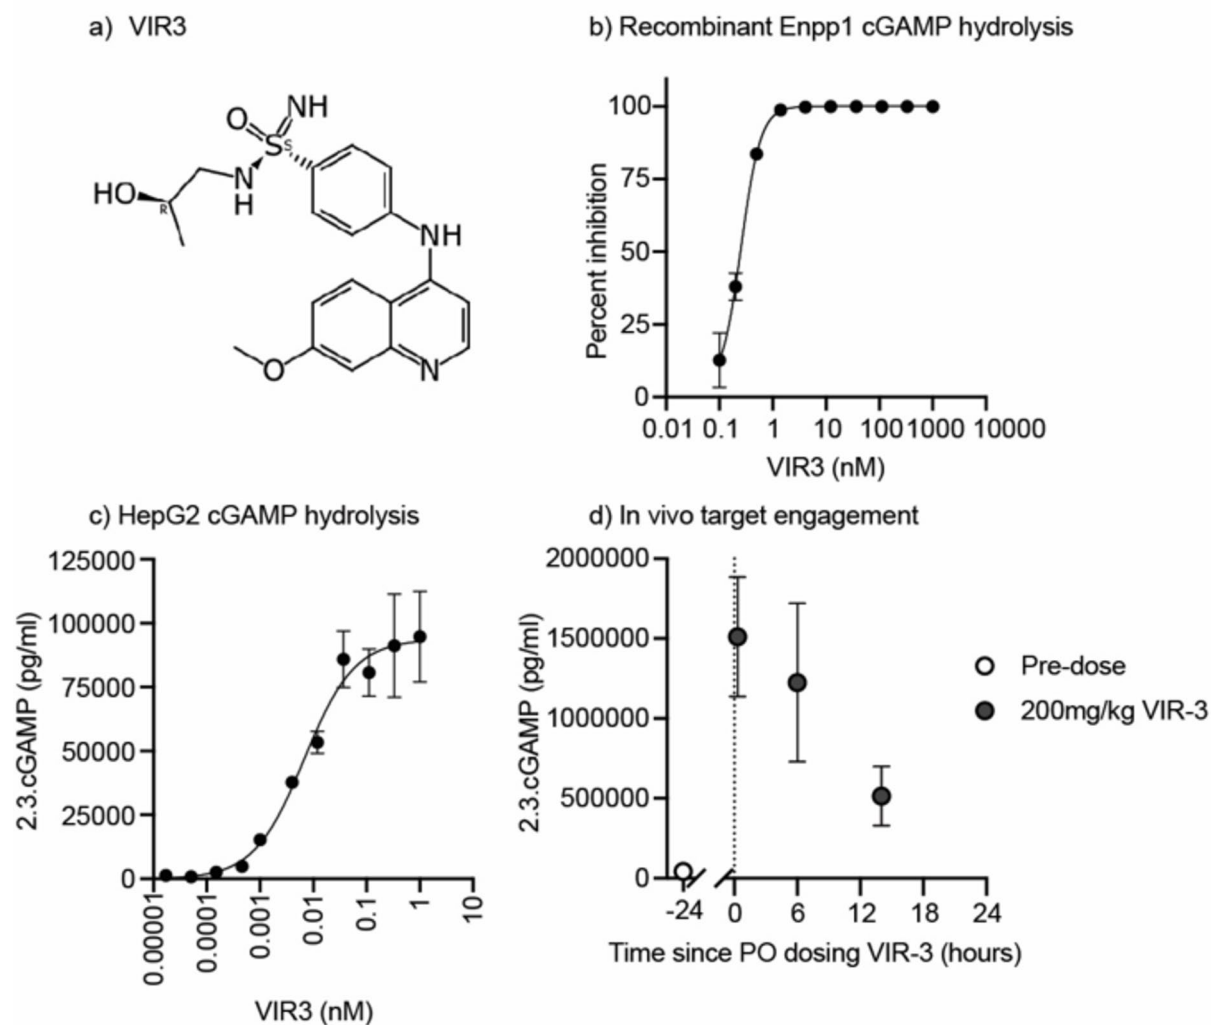 a) VIR3
O
NH
S
S
HO
R
N
H
NH
O
N
b) Recombinant Enpp1 cGAMP hydrolysis
Percent inhibition
100
75
50
25
0
0.01 0.1 1 10 100 1000 10000
VIR3 (nM)
c) HepG2 cGAMP hydrolysis
2.3.cGAMP (pg/ml)
125000
100000
75000
50000
25000
0
0.00001 0.0001 0.001 0.01 0.1 1 10
VIR3 (nM)
d) In vivo target engagement
2.3.cGAMP (pg/ml)
2000000
1500000
1000000
500000
0
-24 0 6 12 18 24
Time since PO dosing VIR-3 (hours)
Pre-dose
200mg/kg VIR-3